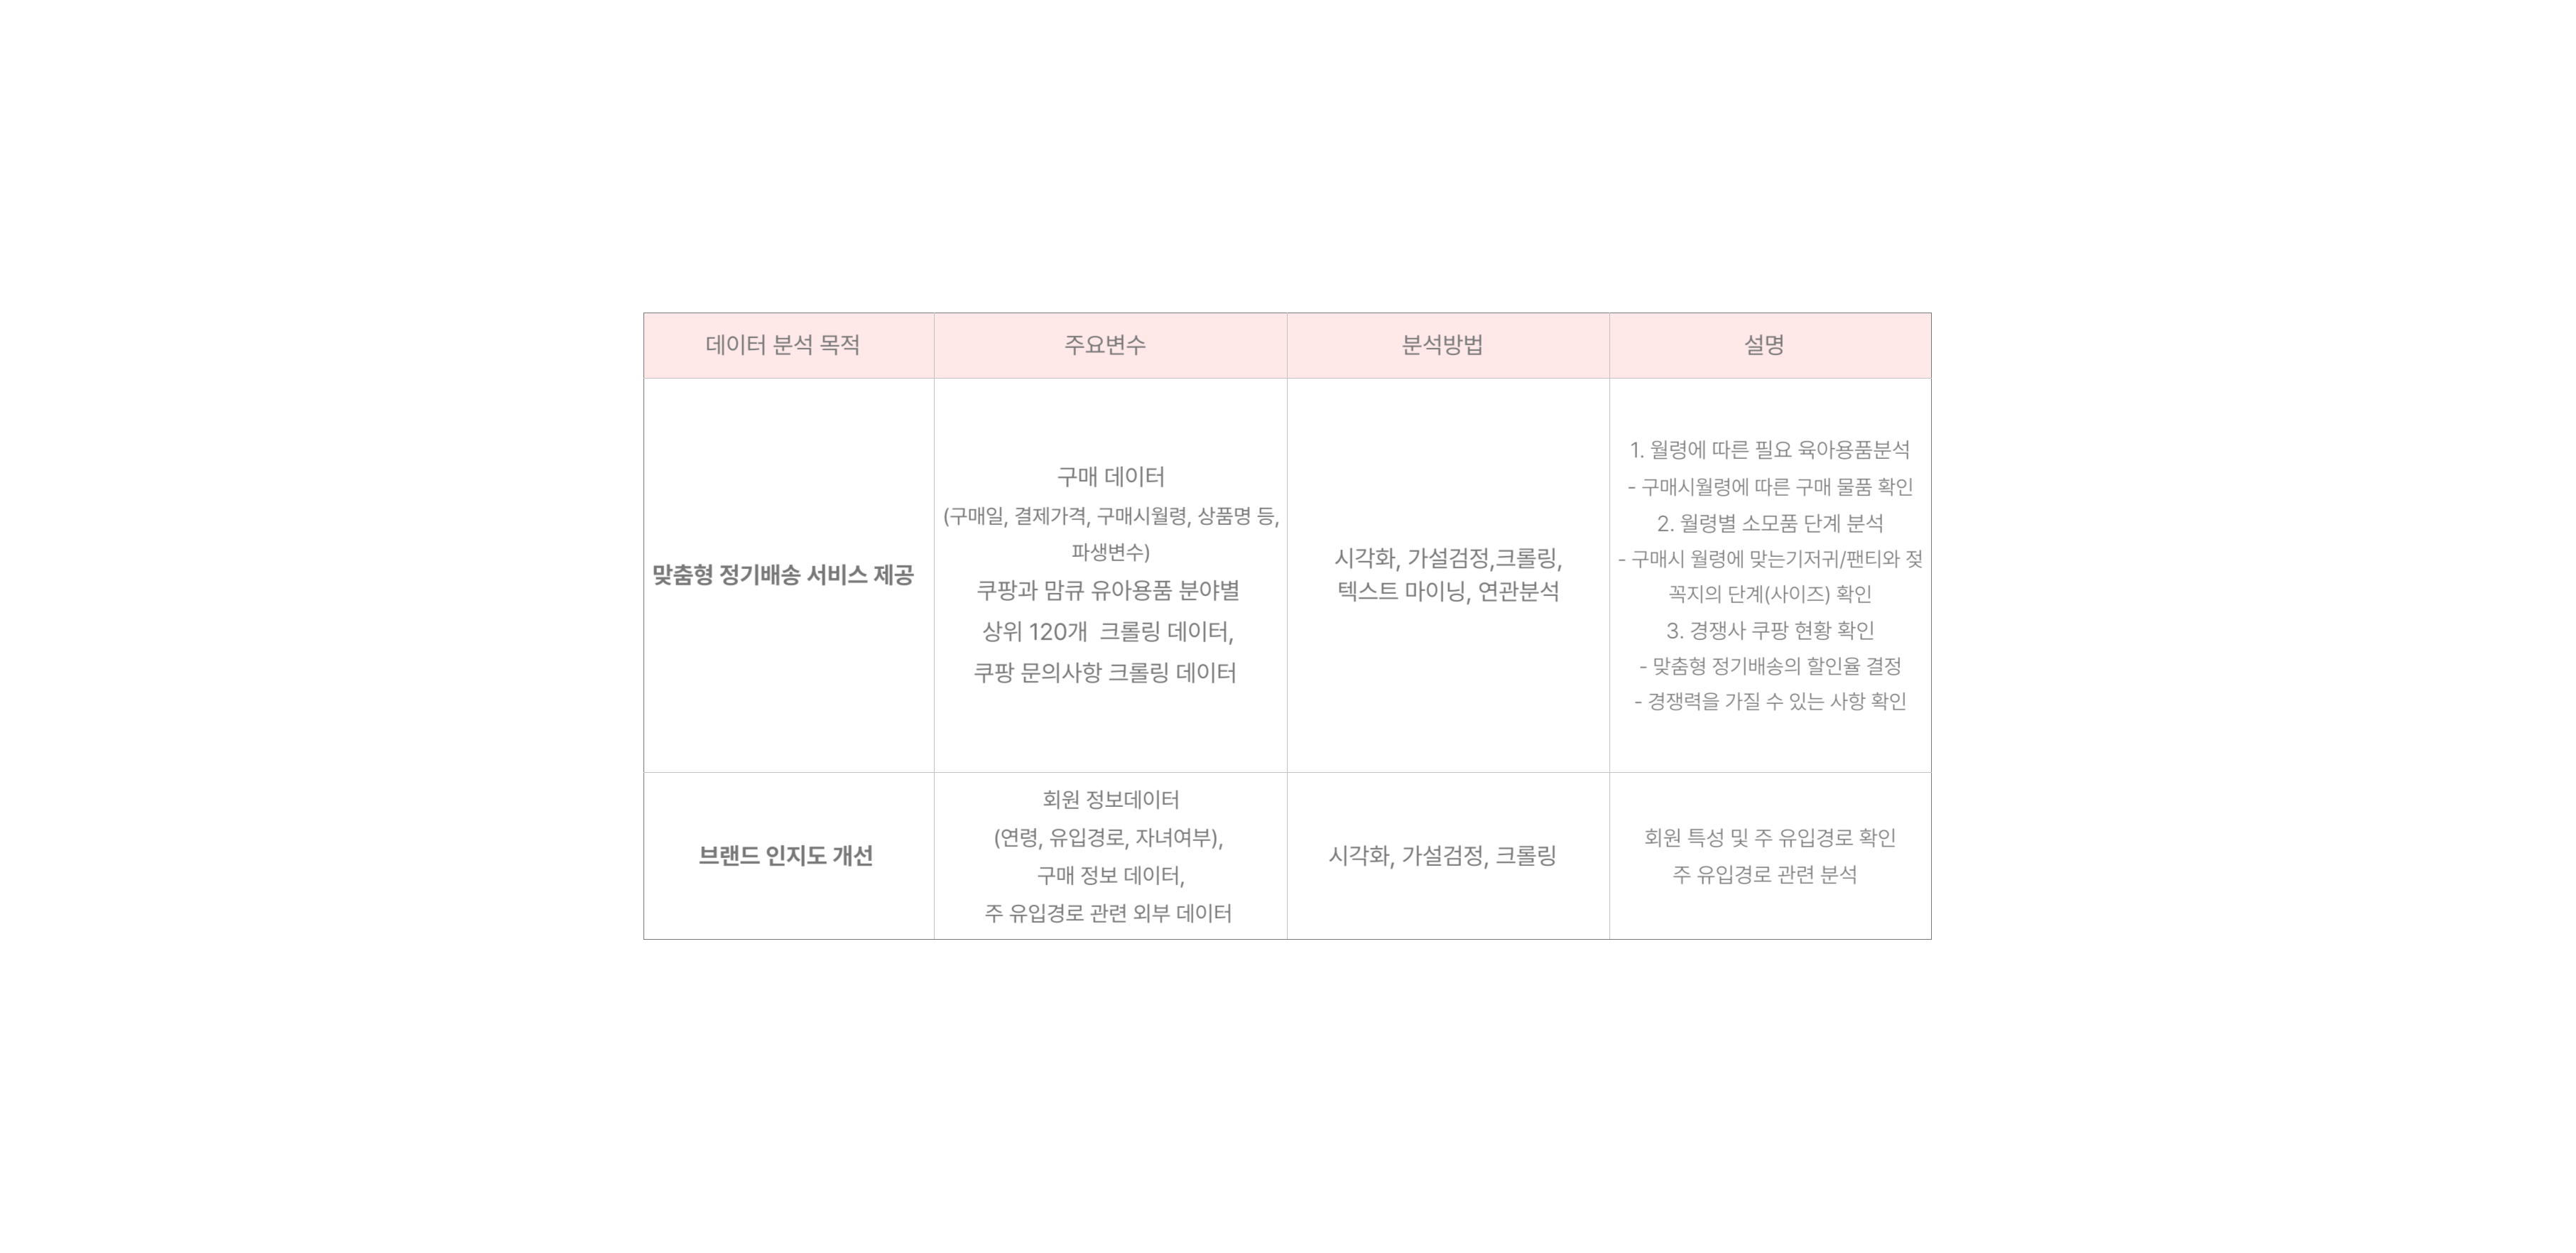 데이터 분석 목적
주요변수
분석방법
설명
맞춤형 정기배송 서비스 제공
구매 데이터
(구매일, 결제가격, 구매시월령, 상품명 등,
파생변수)
쿠팡과 맘큐 유아용품 분야별
상위 120개 크롤링 데이터,
쿠팡 문의사항 크롤링 데이터
시각화, 가설검정,크롤링,
텍스트 마이닝, 연관분석
1. 월령에 따른 필요 육아용품분석
- 구매시월령에 따른 구매 물품 확인
2. 월령별 소모품 단계 분석
- 구매시 월령에 맞는기저귀/팬티와 젖
꼭지의 단계(사이즈) 확인
3. 경쟁사 쿠팡 현황 확인
- 맞춤형 정기배송의 할인율 결정
- 경쟁력을 가질 수 있는 사항 확인
브랜드 인지도 개선
회원 정보데이터
(연령, 유입경로, 자녀여부),
구매 정보 데이터,
주 유입경로 관련 외부 데이터
시각화, 가설검정, 크롤링
회원 특성 및 주 유입경로 확인
주 유입경로 관련 분석